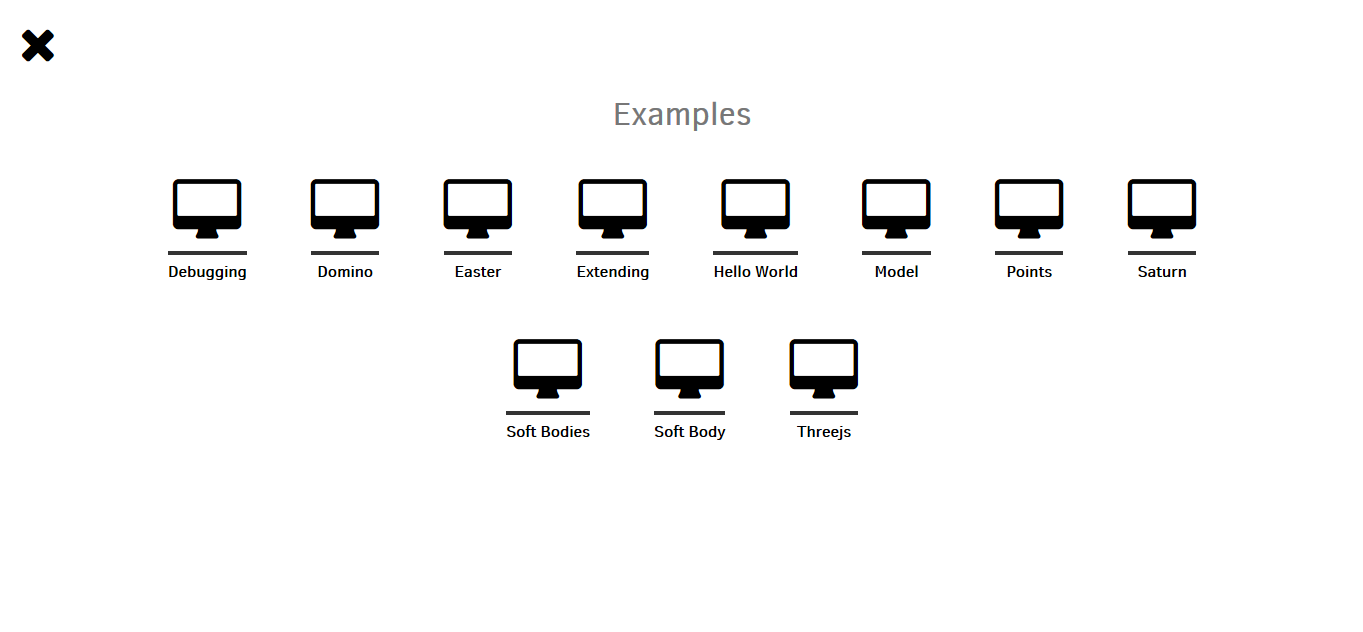 Examples
Debugging Domino Easter Extending Hello World Model Points Saturn
Soft Bodies Soft Body Threejs